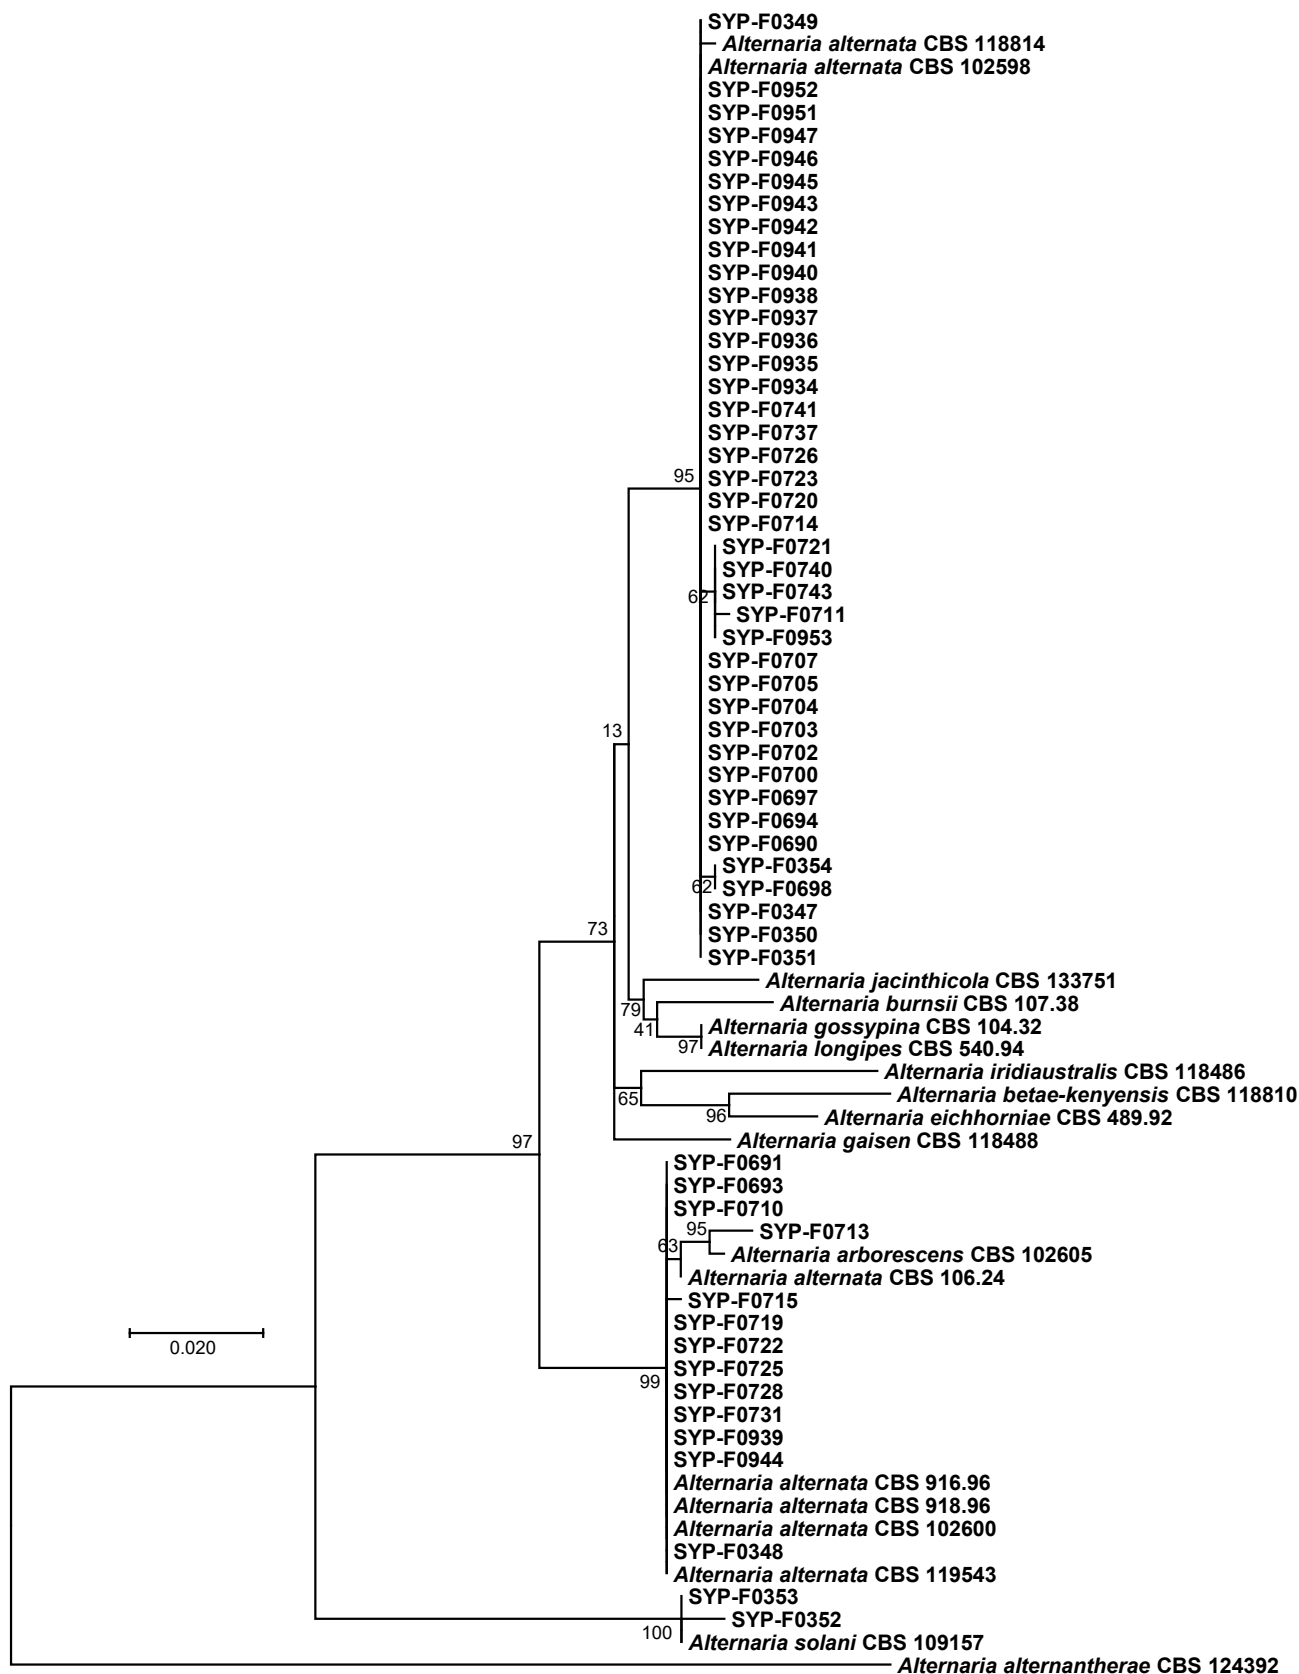 SYP-F0349
Alternaria alternata CBS 118814
Alternaria alternata CBS 102598
SYP-F0952
SYP-F0951
SYP-F0947
SYP-F0946
SYP-F0945
SYP-F0943
SYP-F0942
SYP-F0941
SYP-F0940
SYP-F0938
SYP-F0937
SYP-F0936
SYP-F0935
SYP-F0934
SYP-F0741
SYP-F0737
SYP-F0726
95
SYP-F0723
SYP-F0720
SYP-F0714
SYP-F0721
SYP-F0740
62
SYP-F0743
SYP-F0711
SYP-F0953
SYP-F0707
SYP-F0705
SYP-F0704
13
SYP-F0703
SYP-F0702
SYP-F0700
SYP-F0697
SYP-F0694
SYP-F0690
SYP-F0354
62
SYP-F0698
SYP-F0347
73
SYP-F0350
SYP-F0351
Alternaria jacinthicola CBS 133751
79
Alternaria burnsii CBS 107.38
41
Alternaria gossypina CBS 104.32
97
Alternaria longipes CBS 540.94
Alternaria iridiaustralis CBS 118486
65
Alternaria betae-kenyensis CBS 118810
96
Alternaria eichhorniae CBS 489.92
97
Alternaria gaisen CBS 118488
SYP-F0691
SYP-F0693
SYP-F0710
95
SYP-F0713
63
Alternaria arborescens CBS 102605
Alternaria alternata CBS 106.24
SYP-F0715
SYP-F0719
0.020
SYP-F0722
SYP-F0725
99
SYP-F0728
SYP-F0731
SYP-F0939
SYP-F0944
Alternaria alternata CBS 916.96
Alternaria alternata CBS 918.96
Alternaria alternata CBS 102600
SYP-F0348
Alternaria alternata CBS 119543
SYP-F0353
SYP-F0352
100
Alternaria solani CBS 109157
Alternaria alternantherae CBS 124392